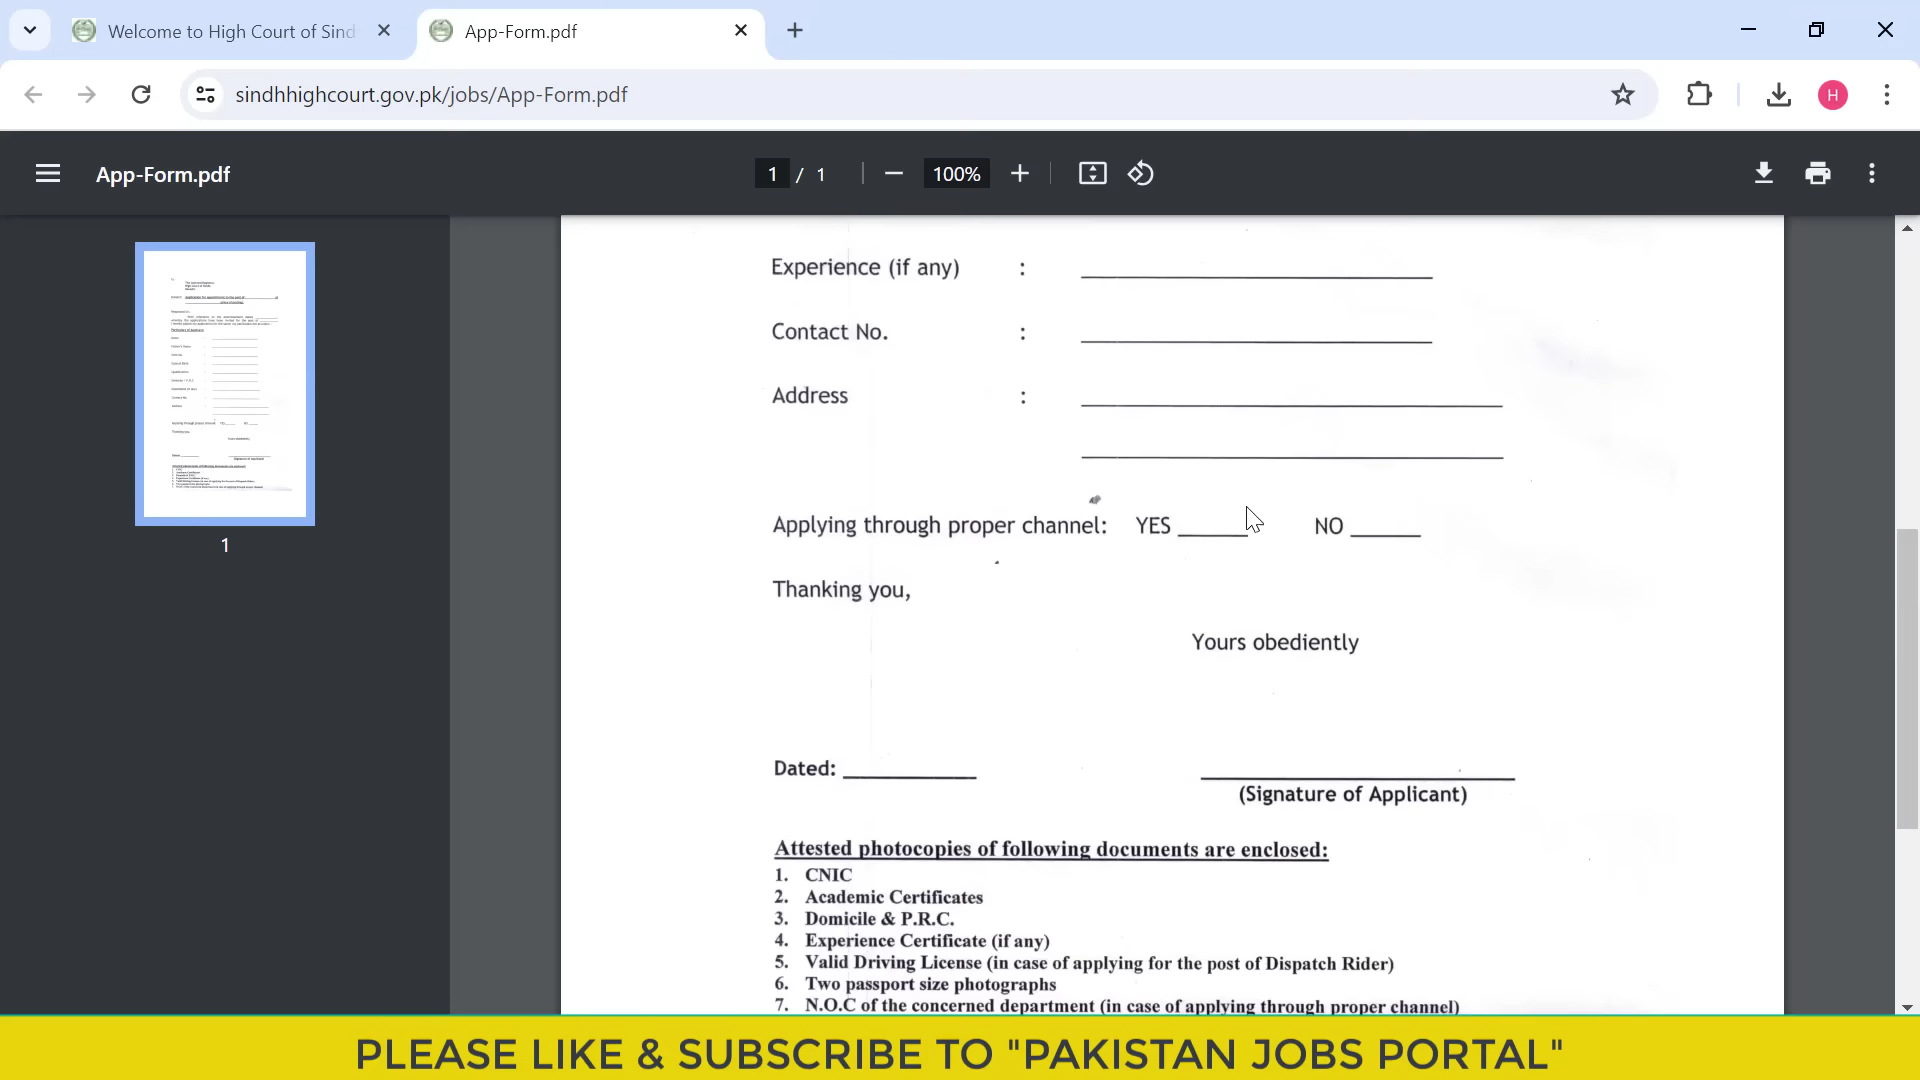 Welcome to High Court of Sind
App-Form.pdf
sindhhighcourt.gov.pk/jobs/App-Form.pdf
H
App-Form.pdf
1 / 1
100%
1
Experience (if any) : 
Contact No. :
Address :
Applying through proper channel: YES ______ NO ______
Thanking you,
Yours obediently
Dated: ___________
(Signature of Applicant)
Attested photocopies of following documents are enclosed:
1. CNIC
2. Academic Certificates
3. Domicile & P.R.C.
4. Experience Certificate (if any)
5. Valid Driving License (in case of applying for the post of Dispatch Rider)
6. Two passport size photographs
7. N.O.C of the concerned department (in case of applying through proper channel)
PLEASE LIKE & SUBSCRIBE TO "PAKISTAN JOBS PORTAL"